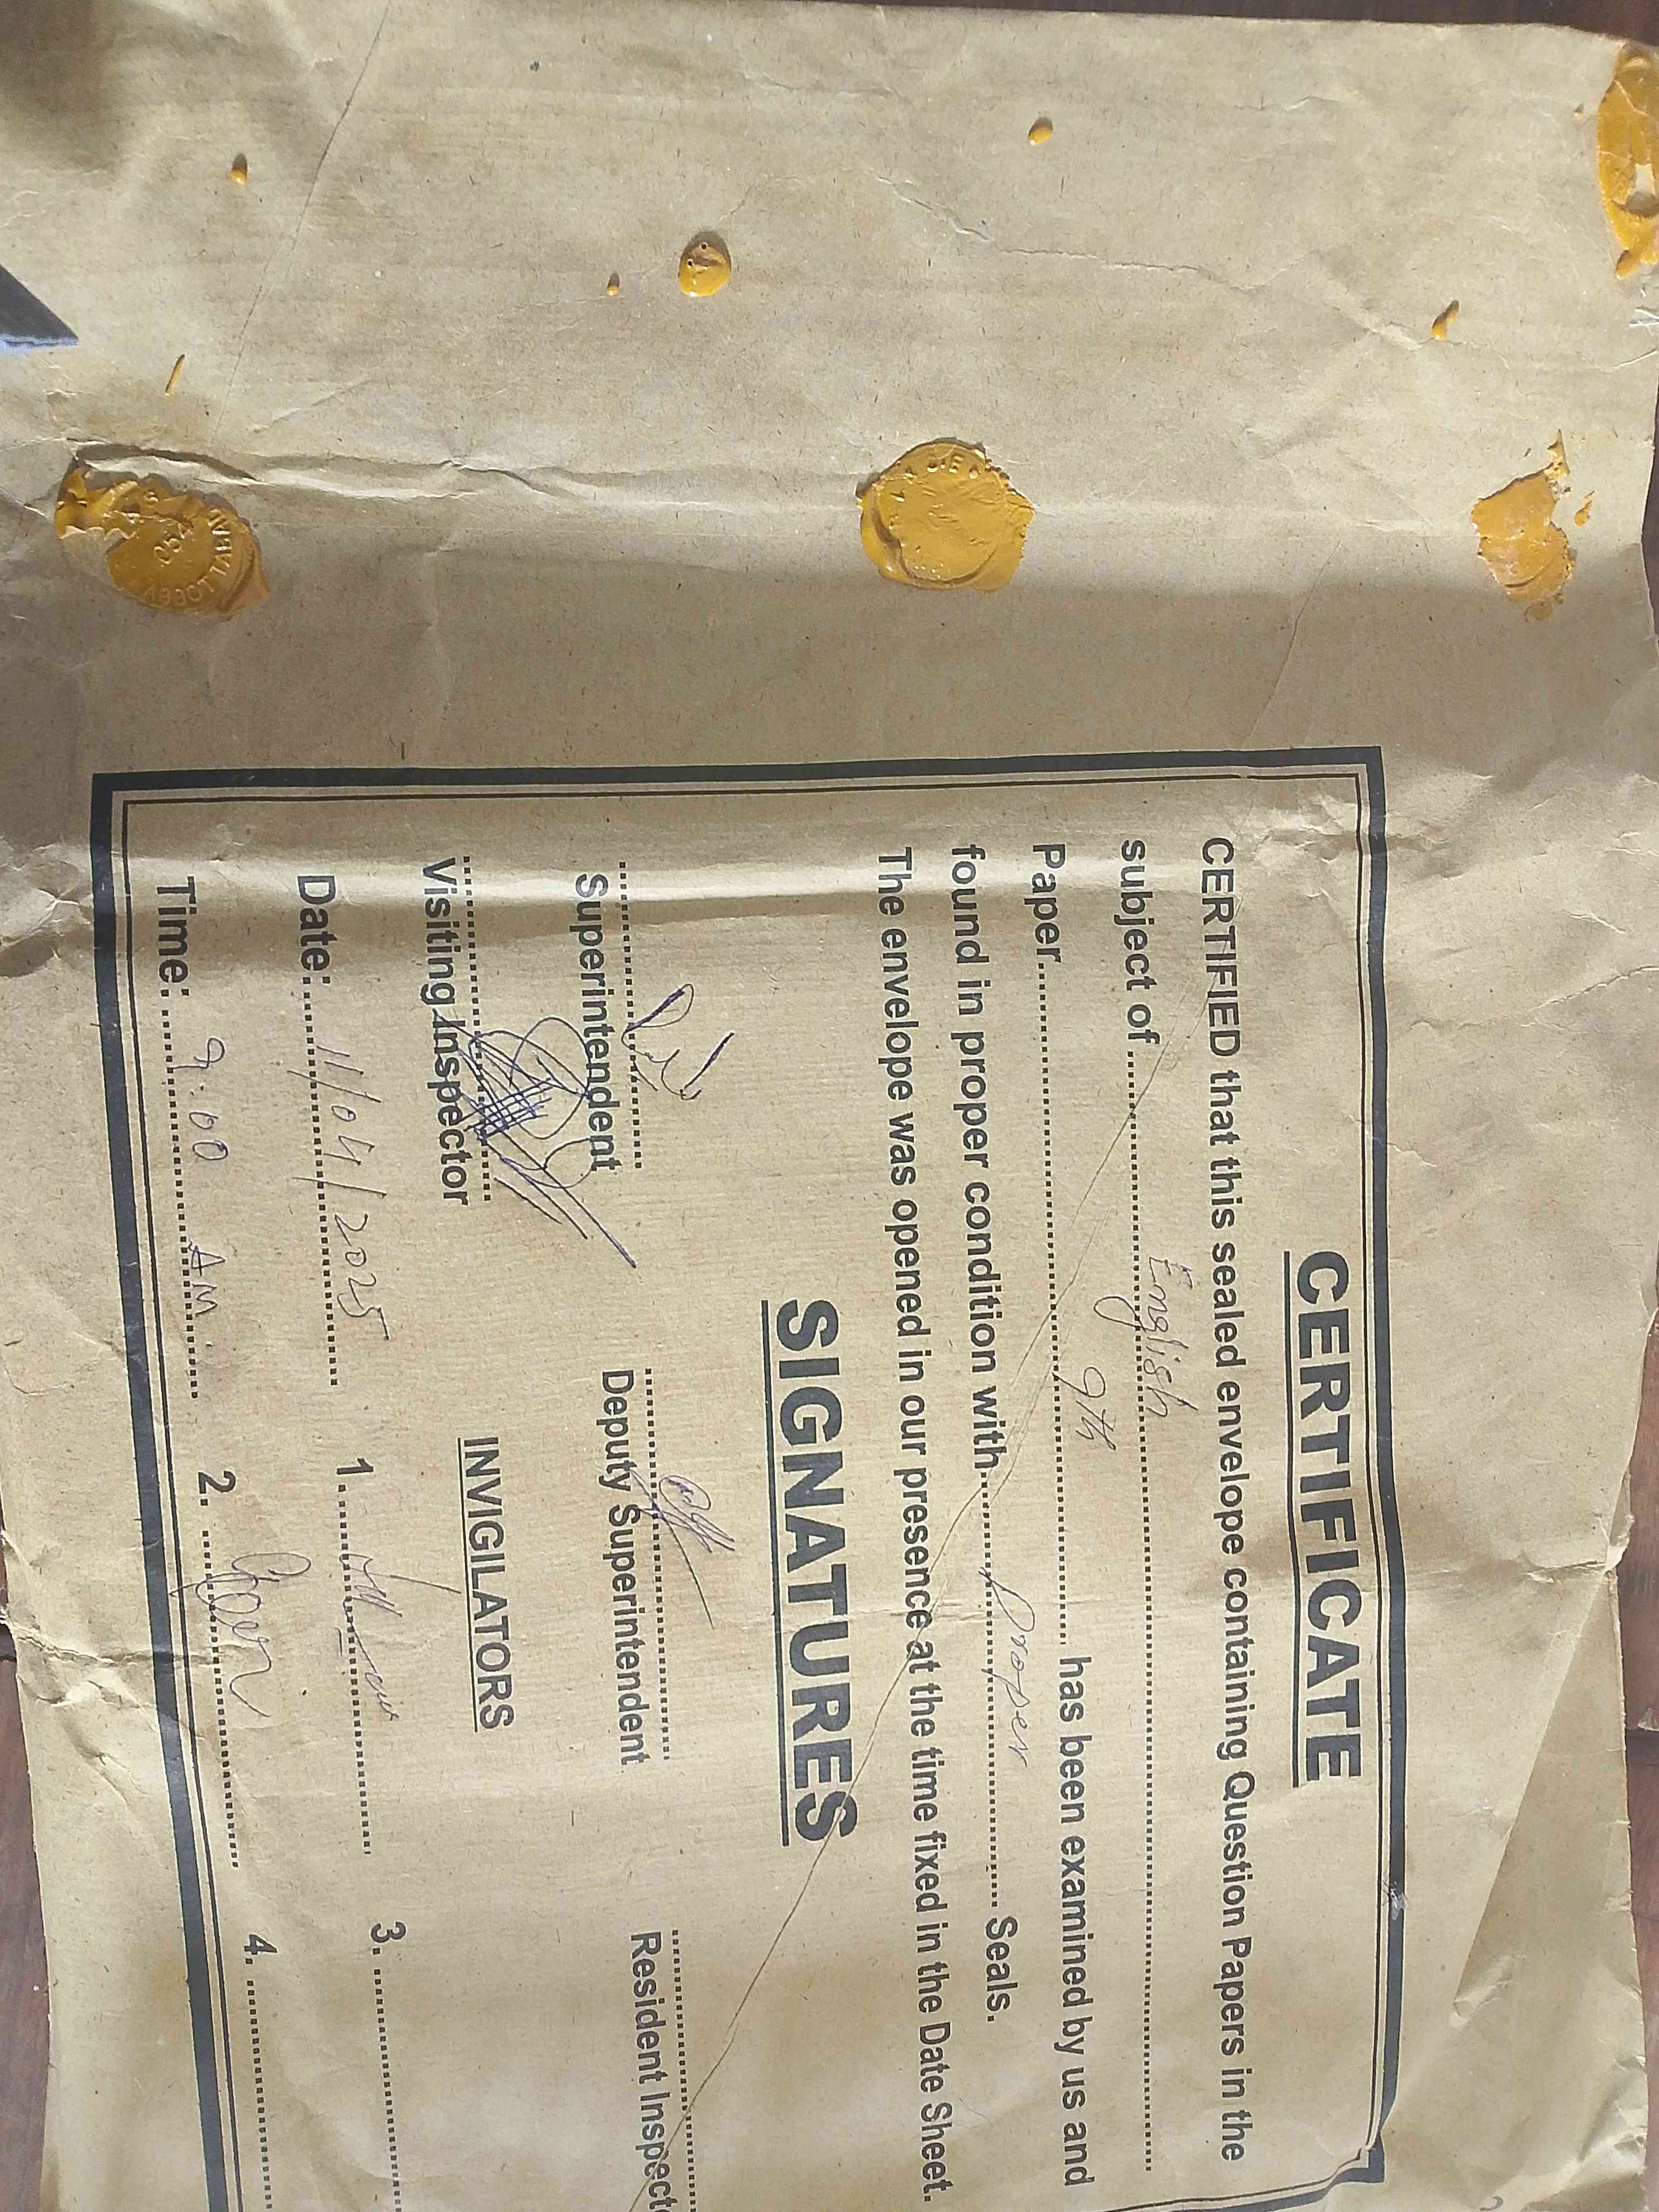 CERTIFICATE
CERTIFIED that this sealed envelope containing Question Papers in the
subject of English
Paper 9th has been examined by us and
found in proper condition with proper Seals.
The envelope was opened in our presence at the time fixed in the Date Sheet.
SIGNATURES
Superintendent Deputy Superintendent Resident Inspect
Visiting Inspector INVIGILATORS
Date: 11/04/2025 1. 3.
Time: 9:00 AM 2. 4.
054
ABBOTTABAD